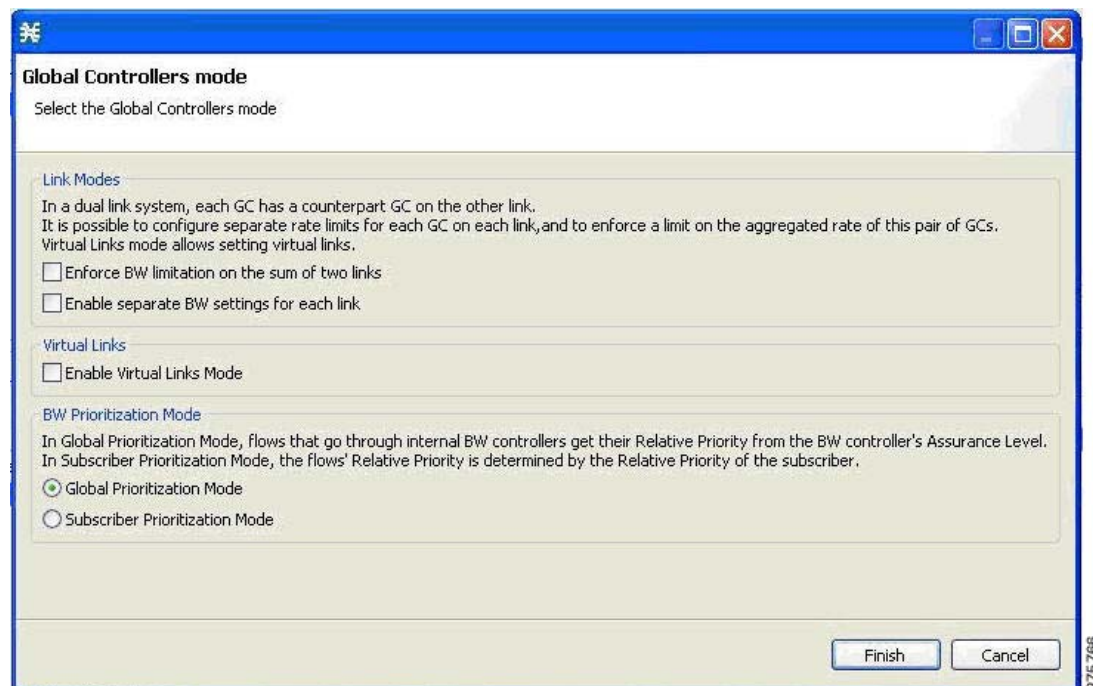 Global Controllers mode
Select the Global Controllers mode
Link Modes
In a dual link system, each GC has a counterpart GC on the other link.
It is possible to configure separate rate limits for each GC on each link,and to enforce a limit on the aggregated rate of this pair of GCs.
Virtual Links mode allows setting virtual links.
Enforce BW limitation on the sum of two links
Enable separate BW settings for each link
Virtual Links
Enable Virtual Links Mode
BW Prioritization Mode
In Global Prioritization Mode, flows that go through internal BW controllers get their Relative Priority from the BW controller's Assurance Level.
In Subscriber Prioritization Mode, the flows' Relative Priority is determined by the Relative Priority of the subscriber.
Global Prioritization Mode
Subscriber Prioritization Mode
Finish
Cancel